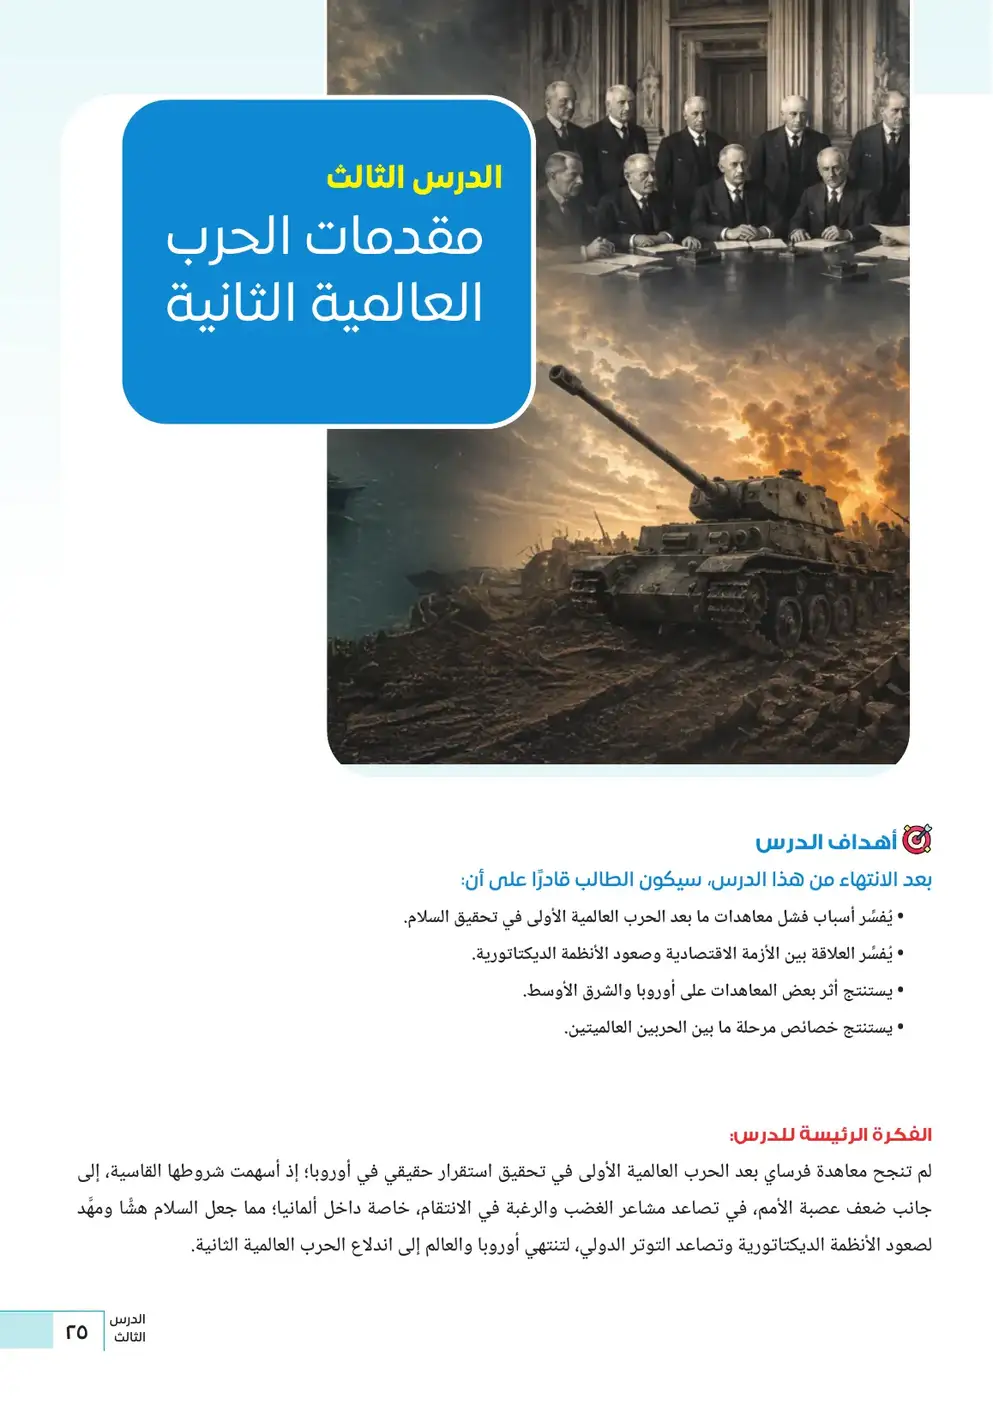 الدرس الثالث
مقدمات الحرب
العالمية الثانية
أهداف الدرس
بعد الانتهاء من هذا الدرس، سيكون الطالب قادرًا على أن:
• يُفسِّر أسباب فشل معاهدات ما بعد الحرب العالمية الأولى في تحقيق السلام.
• يُفسِّر العلاقة بين الأزمة الاقتصادية وصعود الأنظمة الديكتاتورية.
• يستنتج أثر بعض المعاهدات على أوروبا والشرق الأوسط.
• يستنتج خصائص مرحلة ما بين الحربين العالميتين.
الفكرة الرئيسة للدرس:
لم تنجح معاهدة فرساي بعد الحرب العالمية الأولى في تحقيق استقرار حقيقي في أوروبا؛ إذ أسهمت شروطها القاسية، إلى
جانب ضعف عصبة الأمم، في تصاعد مشاعر الغضب والرغبة في الانتقام، خاصة داخل ألمانيا؛ مما جعل السلام هشًّا ومهَّد
لصعود الأنظمة الديكتاتورية وتصاعد التوتر الدولي، لتنتهي أوروبا والعالم إلى اندلاع الحرب العالمية الثانية.
الدرس
الثالث
٢٥